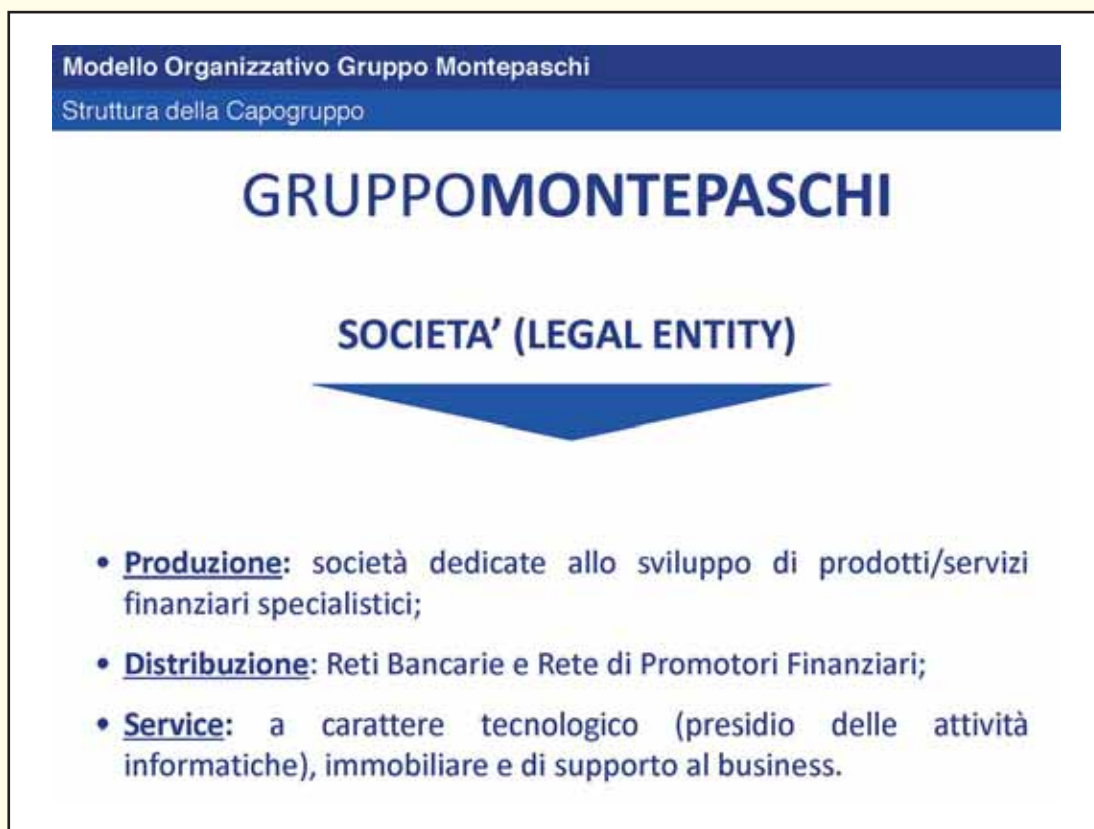 Modello Organizzativo Gruppo Montepaschi
Struttura della Capogruppo
GRUPPOMONTEPASCHI
SOCIETA’ (LEGAL ENTITY)
• Produzione: società dedicate allo sviluppo di prodotti/servizi
finanziari specialistici;
• Distribuzione: Reti Bancarie e Rete di Promotori Finanziari;
• Service: a carattere tecnologico (presidio delle attività
informatiche), immobiliare e di supporto al business.